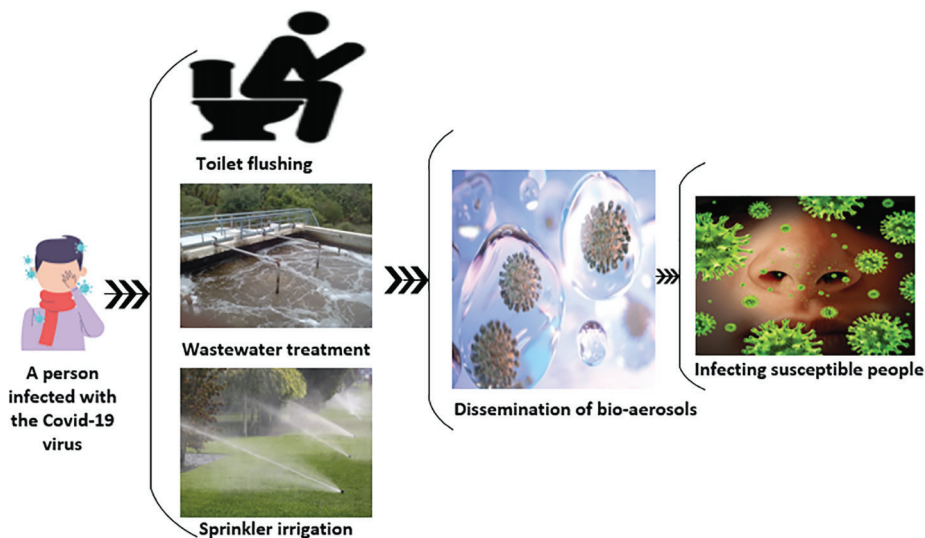 Toilet flushing
Wastewater treatment
Sprinkler irrigation
A person
infected with
the Covid-19
virus
Dissemination of bio-aerosols
Infecting susceptible people